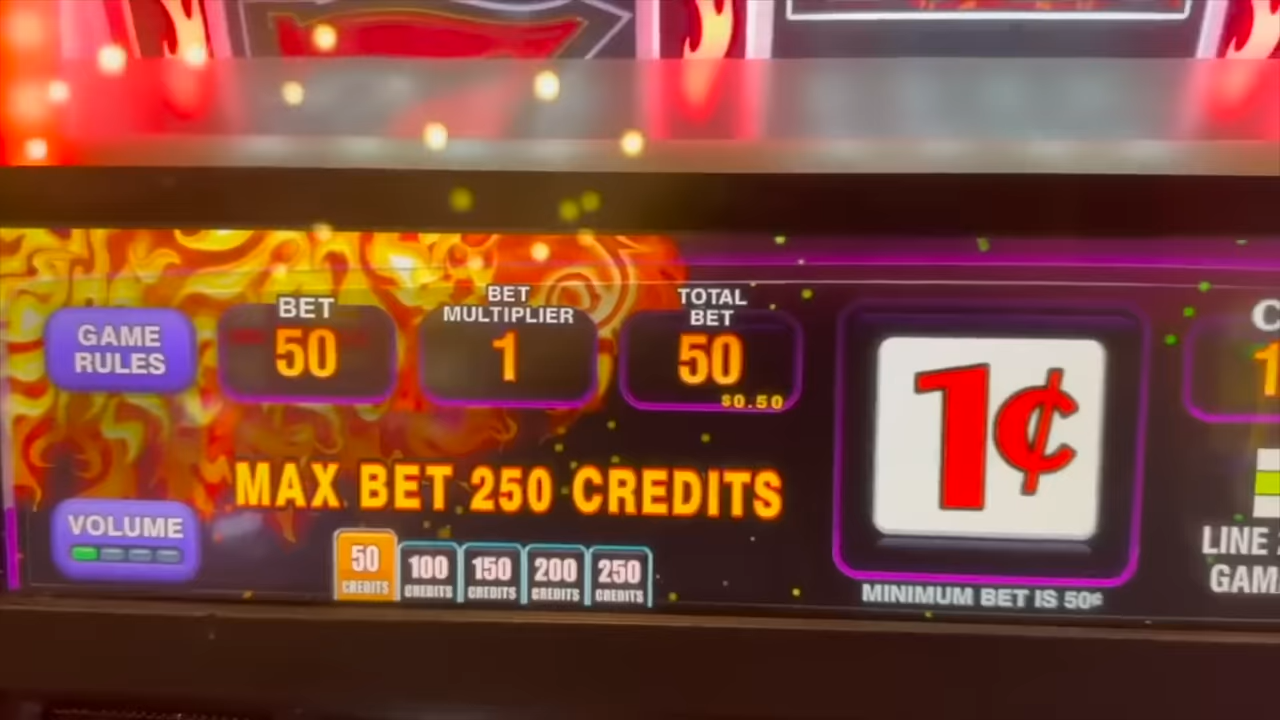 GAME
RULES
BET
50
BET
MULTIPLIER
1
TOTAL
BET
50
$0.50
1¢
MINIMUM BET IS 50¢
MAX BET 250 CREDITS
VOLUME
50
CREDITS
100
CREDITS
150
CREDITS
200
CREDITS
250
CREDITS
LINE